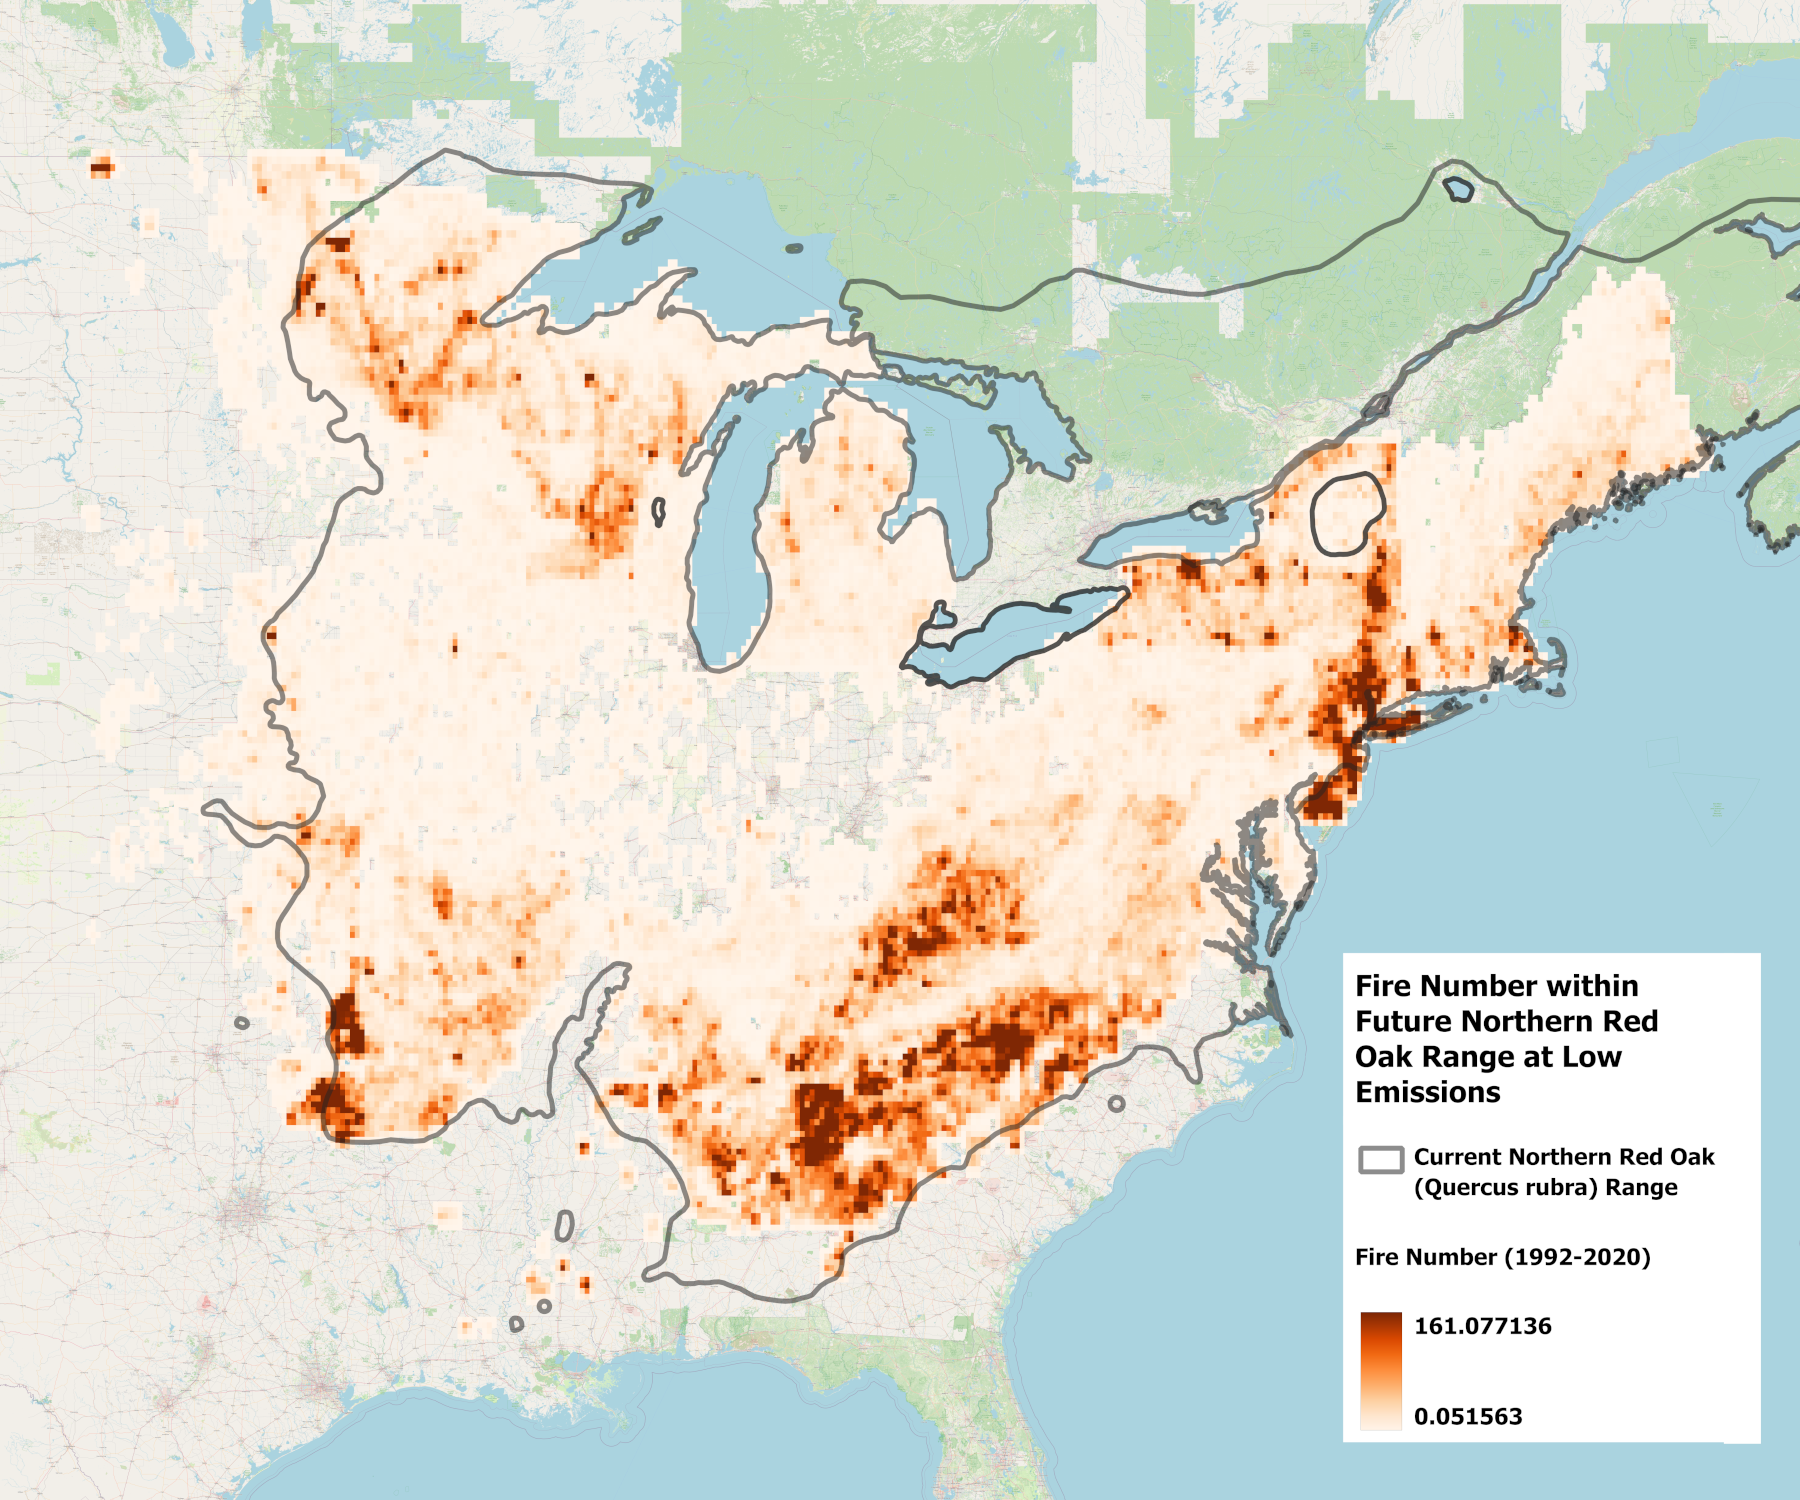 Fire Number within
Future Northern Red
Oak Range at Low
Emissions
Current Northern Red Oak
(Quercus rubra) Range
Fire Number (1992-2020)
161.077136
0.051563